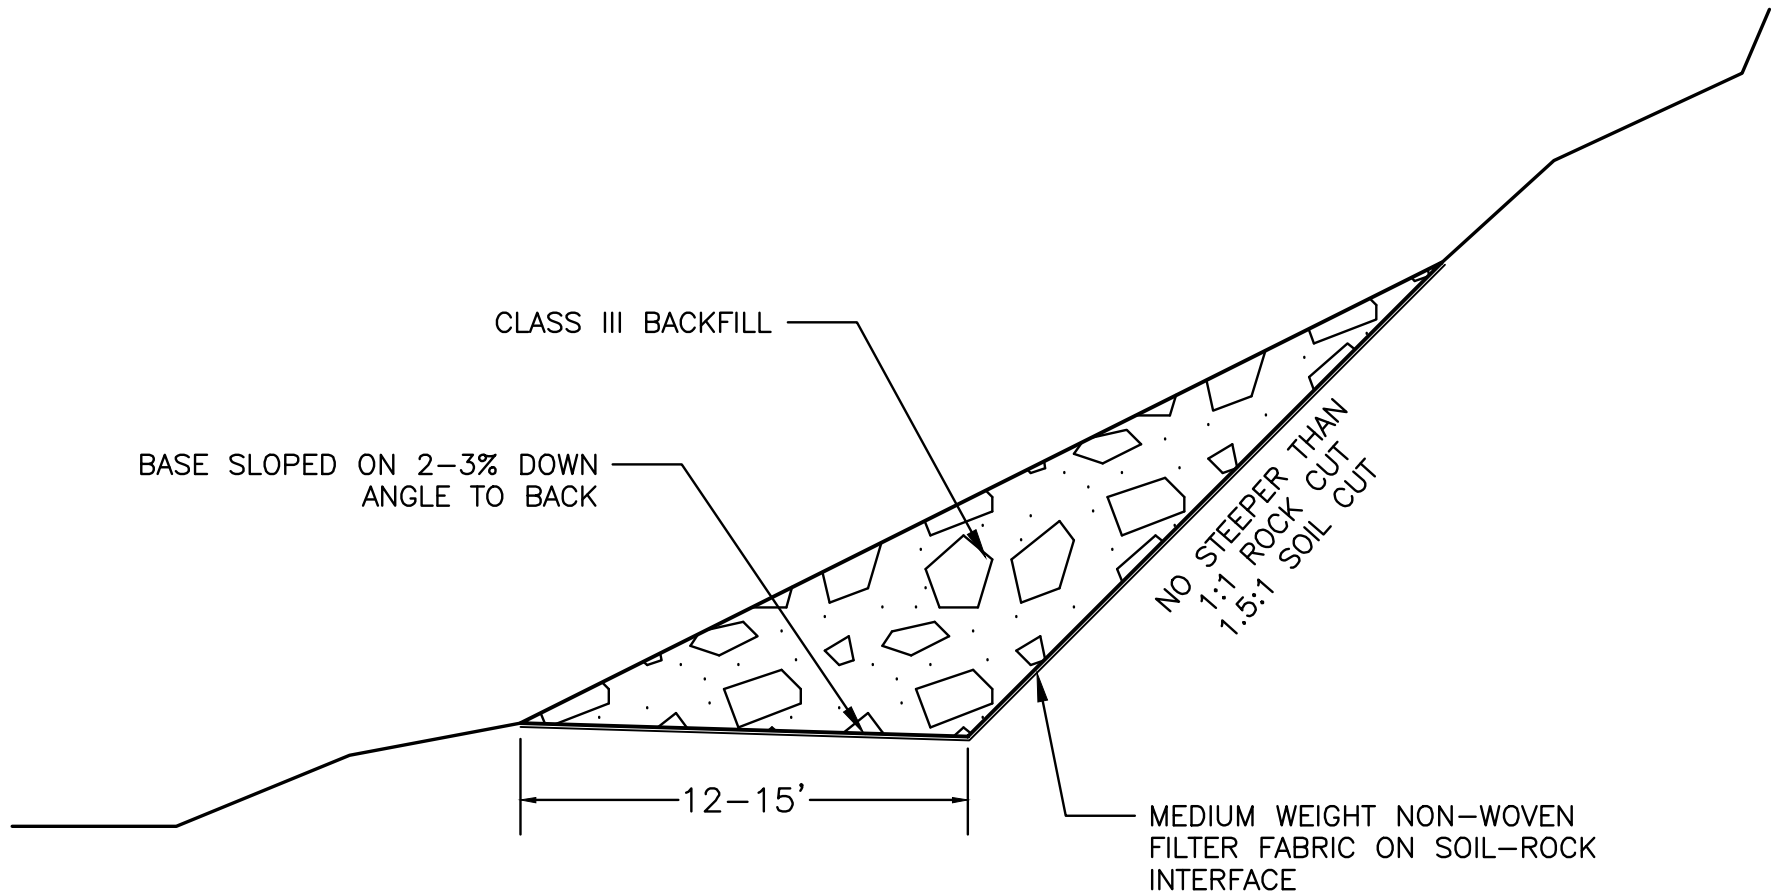 CLASS III BACKFILL
BASE SLOPED ON 2-3% DOWN
ANGLE TO BACK
NO STEEPER THAN
1:1 ROCK CUT
1.5:1 SOIL CUT
12-15'
MEDIUM WEIGHT NON-WOVEN
FILTER FABRIC ON SOIL-ROCK
INTERFACE